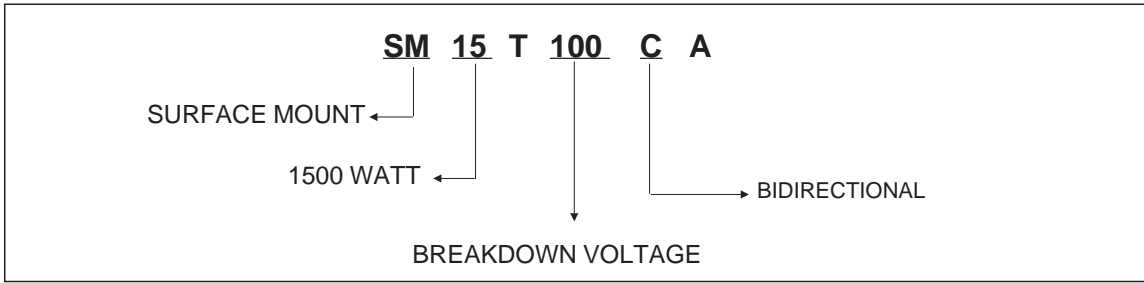 SM 15 T 100 C A
SURFACE MOUNT
1500 WATT
BIDIRECTIONAL
BREAKDOWN VOLTAGE